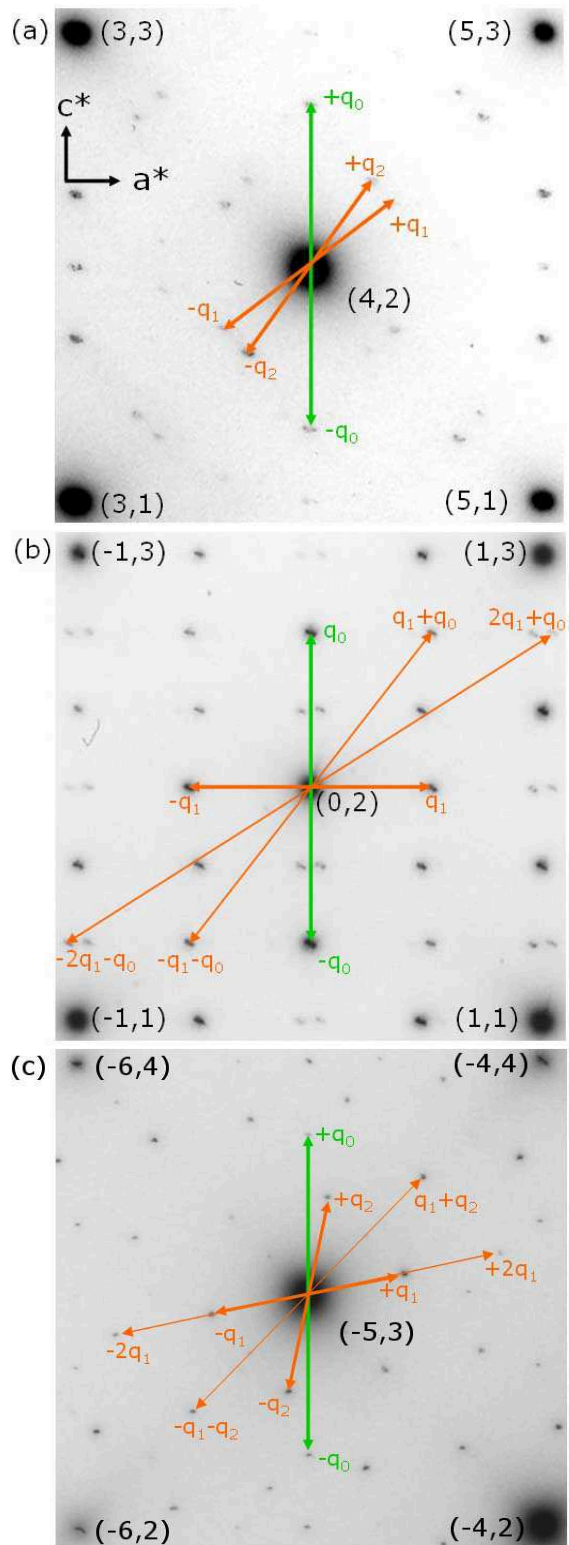 (a)
(3,3) (5,3)
c*
a*
+q₀
+q₂
+q₁
(4,2)
-q₁
-q₂
-q₀
(3,1) (5,1)
(b)
(-1,3) (1,3)
q₀ q₁+q₀ 2q₁+q₀
-q₁ (0,2) q₁
-2q₁-q₀ -q₁-q₀ -q₀
(-1,1) (1,1)
(c)
(-6,4) (-4,4)
+q₀
+q₂ q₁+q₂
+2q₁
+q₁
-q₁ (-5,3)
-2q₁
-q₂
-q₁-q₂
-q₀
(-6,2) (-4,2)